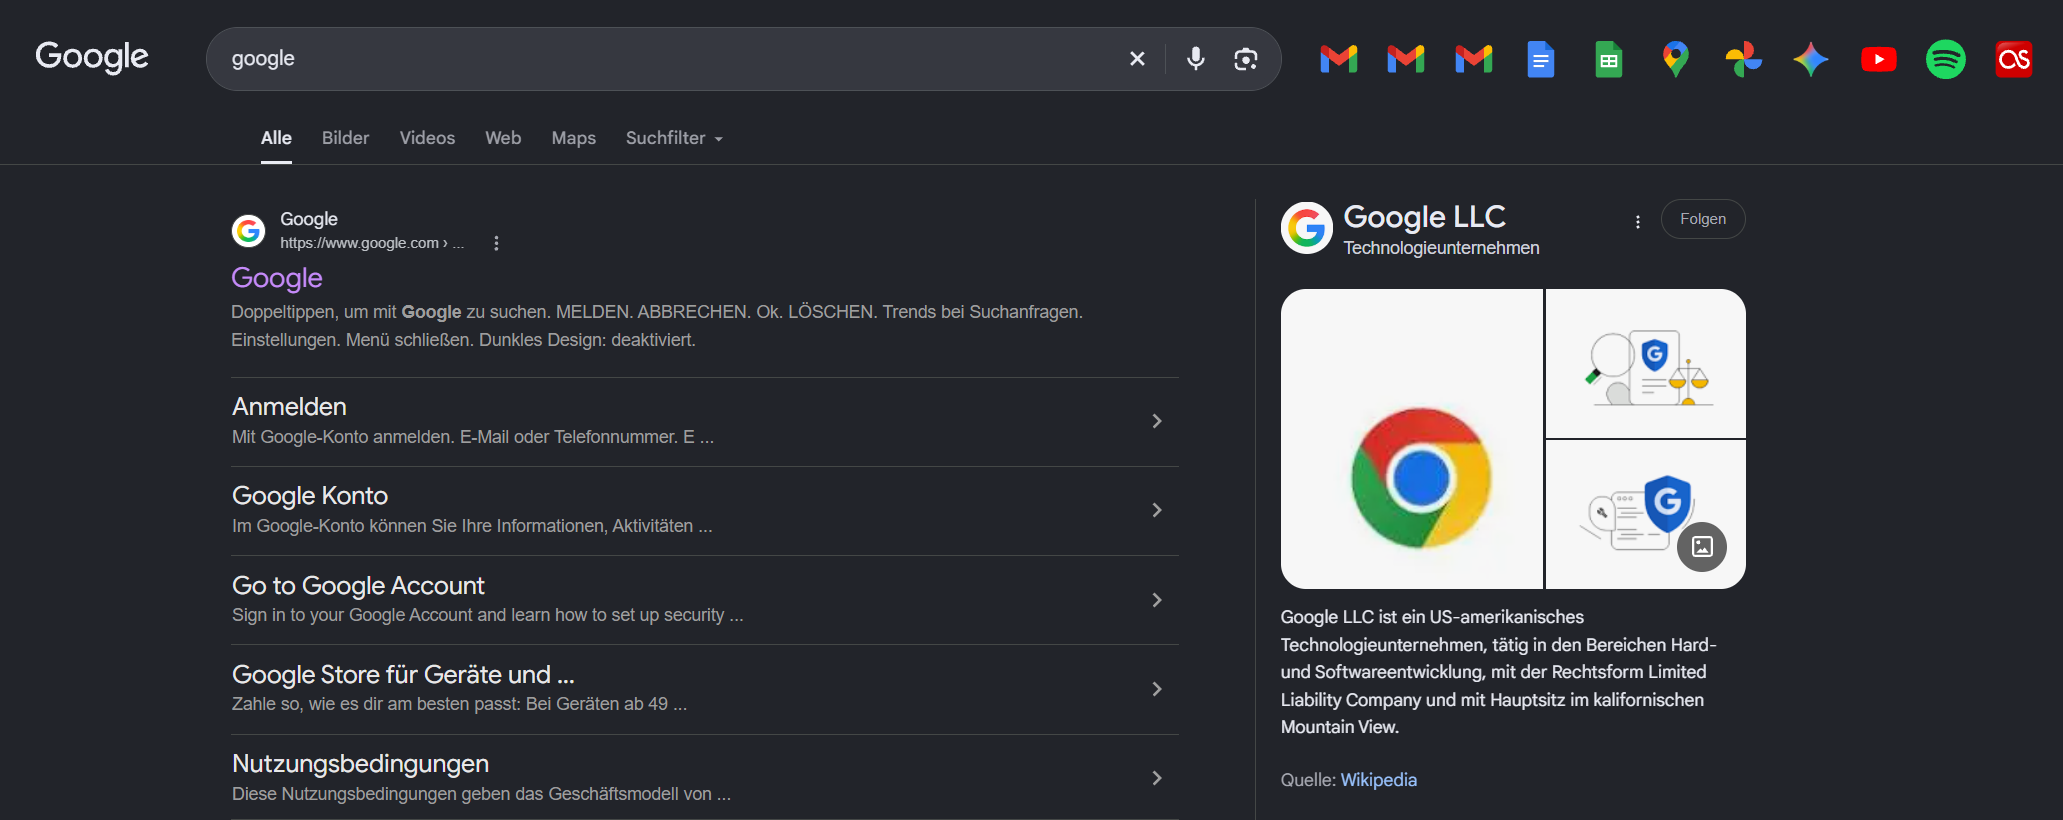 Google
google
Alle
Bilder
Videos
Web
Maps
Suchfilter
Google
https://www.google.com › ...
Google
Doppeltippen, um mit Google zu suchen. MELDEN. ABBRECHEN. Ok. LÖSCHEN. Trends bei Suchanfragen.
Einstellungen. Menü schließen. Dunkles Design: deaktiviert.
Anmelden
Mit Google-Konto anmelden. E-Mail oder Telefonnummer. E ...
Google Konto
Im Google-Konto können Sie Ihre Informationen, Aktivitäten ...
Go to Google Account
Sign in to your Google Account and learn how to set up security ...
Google Store für Geräte und ...
Zahle so, wie es dir am besten passt: Bei Geräten ab 49 ...
Nutzungsbedingungen
Diese Nutzungsbedingungen geben das Geschäftsmodell von ...
Google LLC
Technologieunternehmen
Folgen
Google LLC ist ein US-amerikanisches
Technologieunternehmen, tätig in den Bereichen Hard-
und Softwareentwicklung, mit der Rechtsform Limited
Liability Company und mit Hauptsitz im kalifornischen
Mountain View.
Quelle: Wikipedia